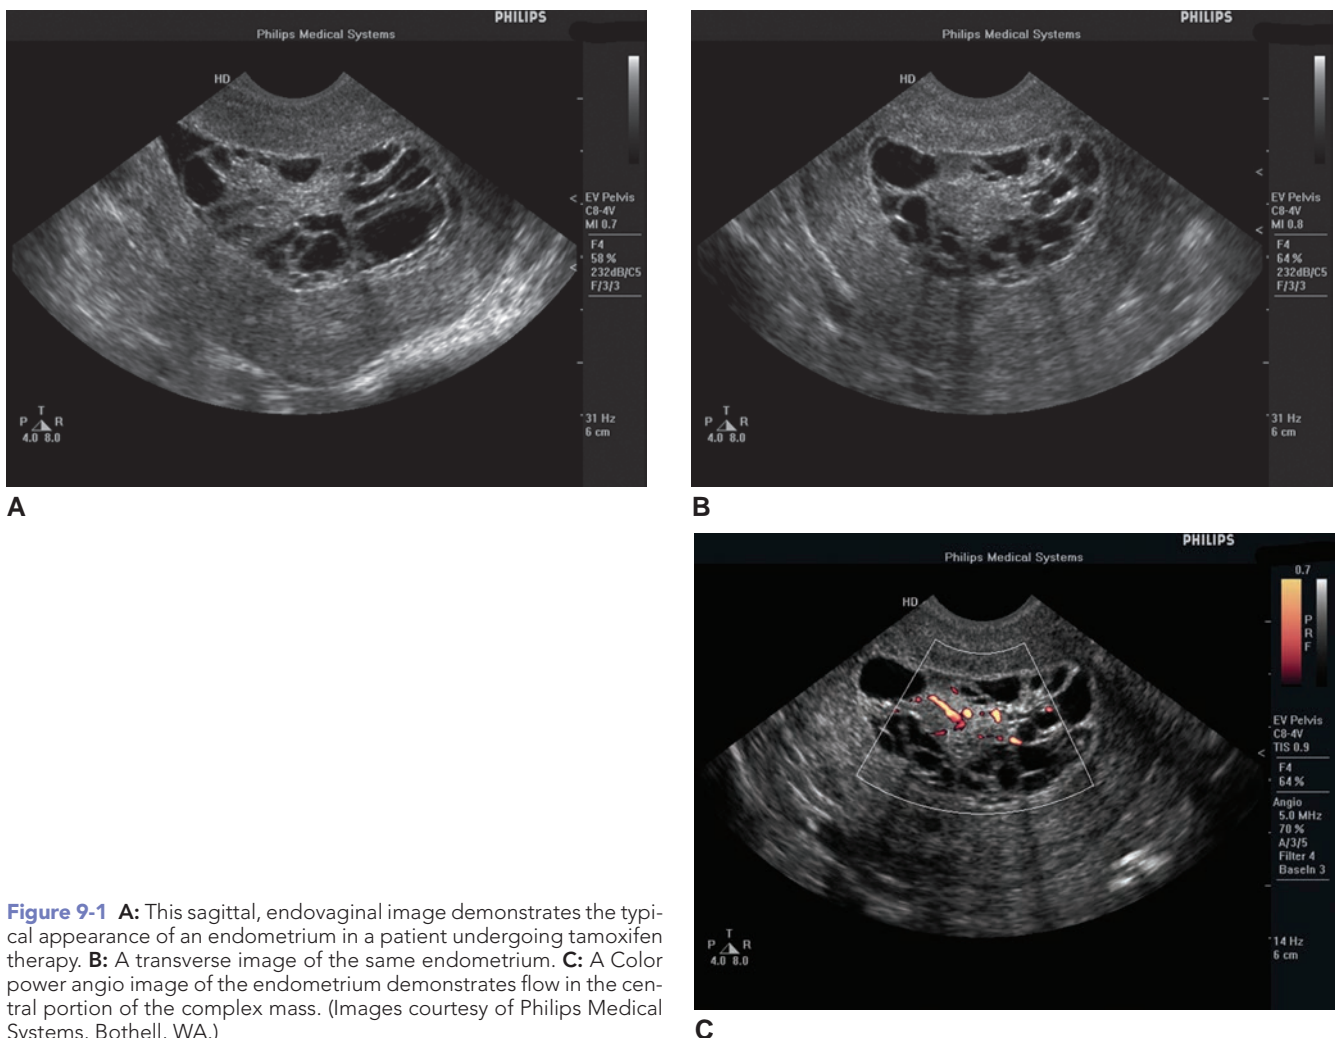 PHILIPS
Philips Medical Systems
HD
EV Pelvis
C8-4V
MI 0.7
F4
58 %
232dB/C5
F/3/3
T
P R
4.0 8.0
31 Hz
6 cm
A
PHILIPS
Philips Medical Systems
HD
EV Pelvis
C8-4V
MI 0.8
F4
64 %
232dB/C5
F/3/3
T
P R
4.0 8.0
31 Hz
6 cm
B
PHILIPS
Philips Medical Systems
HD
0.7
P
R
F
EV Pelvis
C8-4V
TIS 0.9
F4
64 %
Angio
5.0 MHz
70 %
A/3/5
Filter 4
Baseln 3
T
P R
4.0 8.0
14 Hz
6 cm
C
Figure 9-1 A: This sagittal, endovaginal image demonstrates the typi-
cal appearance of an endometrium in a patient undergoing tamoxifen
therapy. B: A transverse image of the same endometrium. C: A Color
power angio image of the endometrium demonstrates flow in the cen-
tral portion of the complex mass. (Images courtesy of Philips Medical
Systems, Bothell, WA.)